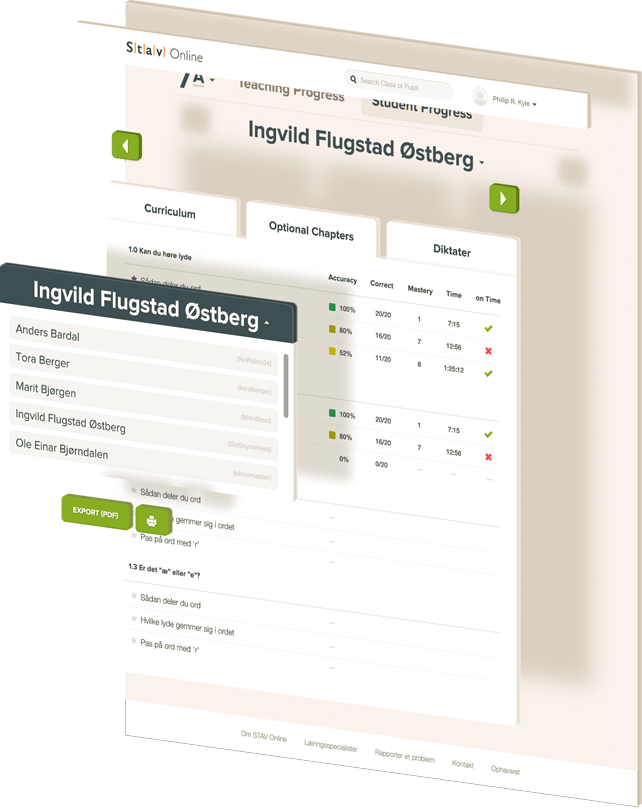 S|t|a|v| Online
Search Class or Pupil
Philip R. Kyle
7A
Teaching Progress
Student Progress
Ingvild Flugstad Østberg
Curriculum
Optional Chapters
Diktater
1.0 Kan du høre lyde
Accuracy Correct Mastery Time on Time
Sådan deler du ord
100% 20/20 1 7:15
80% 16/20 7 12:56
52% 11/20 8 1:25:12
100% 20/20 1 7:15
80% 16/20 7 12:56
0% 0/20 — — —
Ingvild Flugstad Østberg
Anders Bardal
Tora Berger
(toraberger)
Marit Bjørgen
Ingvild Flugstad Østberg
Ole Einar Bjørndalen
(skiiesmaster)
EXPORT (PDF)
Sådan deler du ord
lyde gemmer sig i ordet —
Pas på ord med 'r' —
—
1.3 Er det "æ" eller "e"?
Sådan deler du ord —
Hvilke lyde gemmer sig i ordet —
Pas på ord med 'r' —
Om STAV Online
Læringsspecialister
Rapporter et problem
Kontakt
Ophavsret